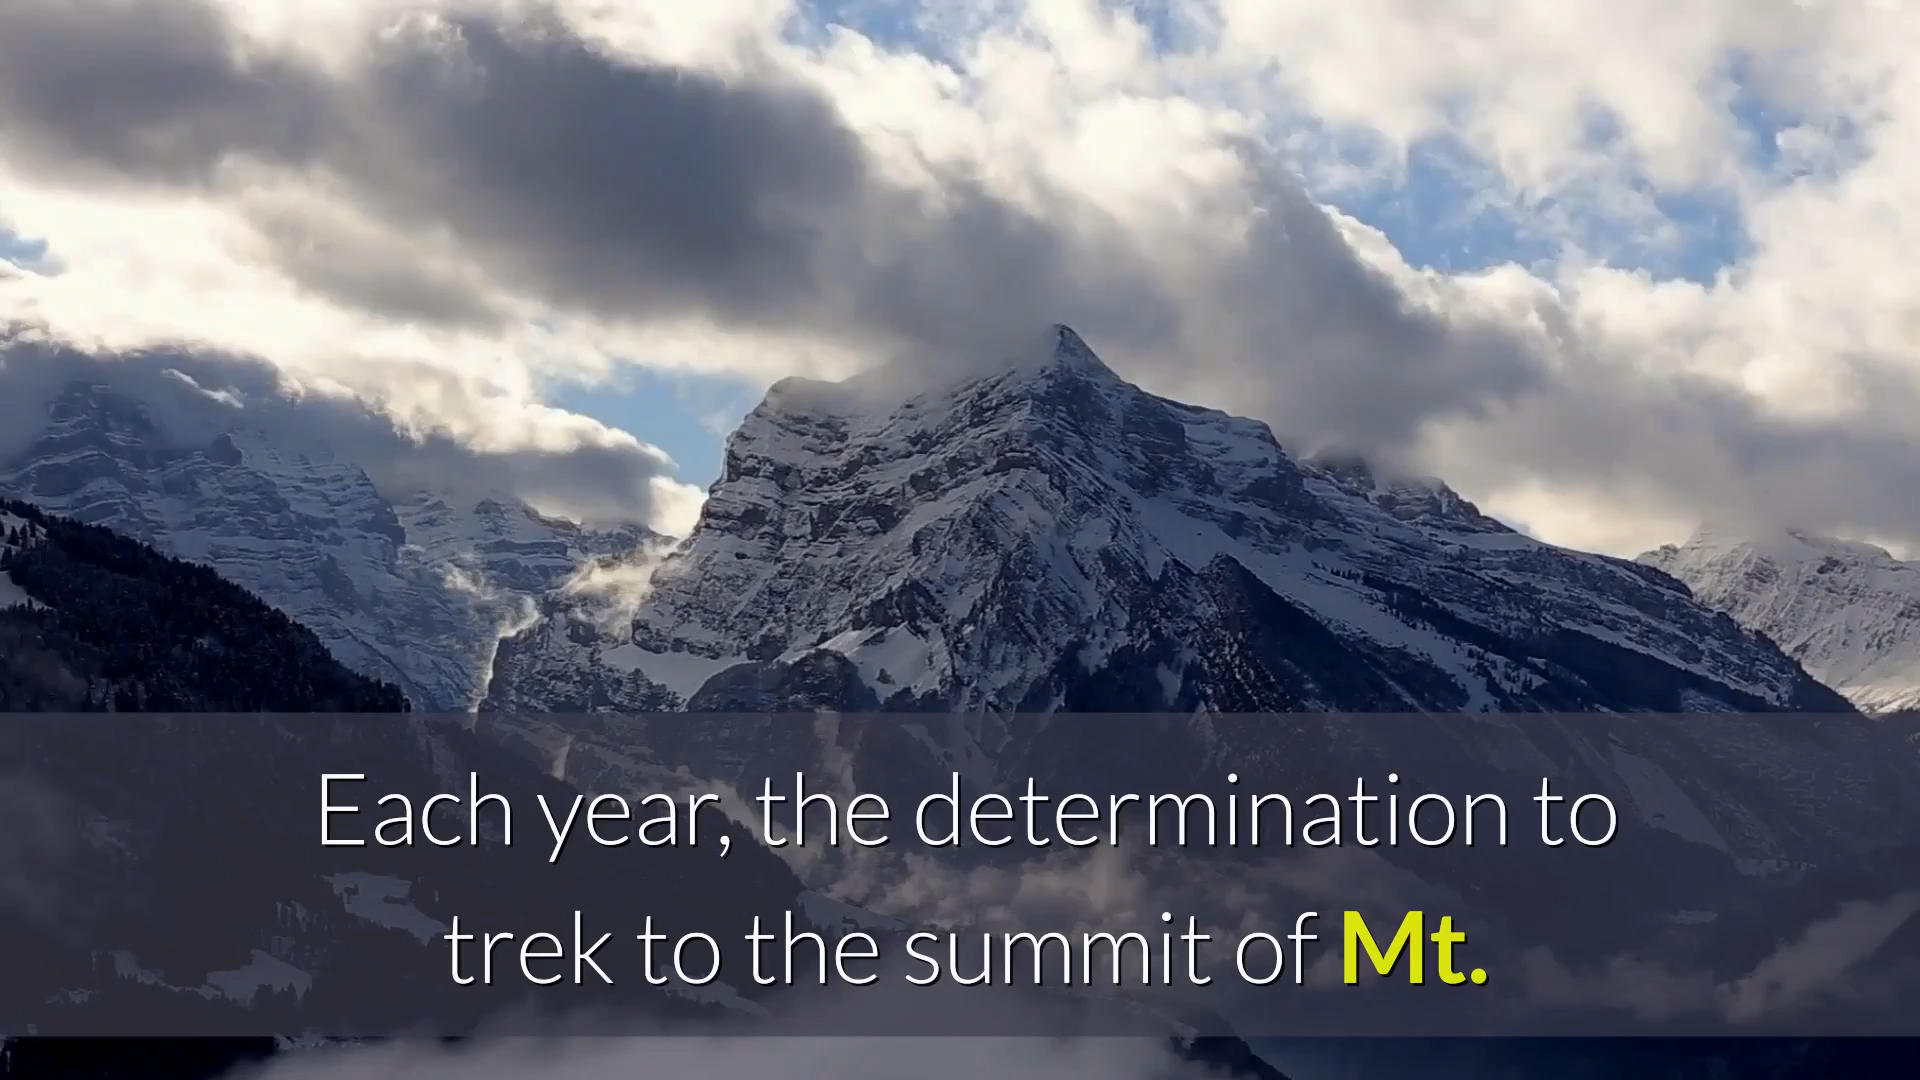 Each year, the determination to
trek to the summit of Mt.